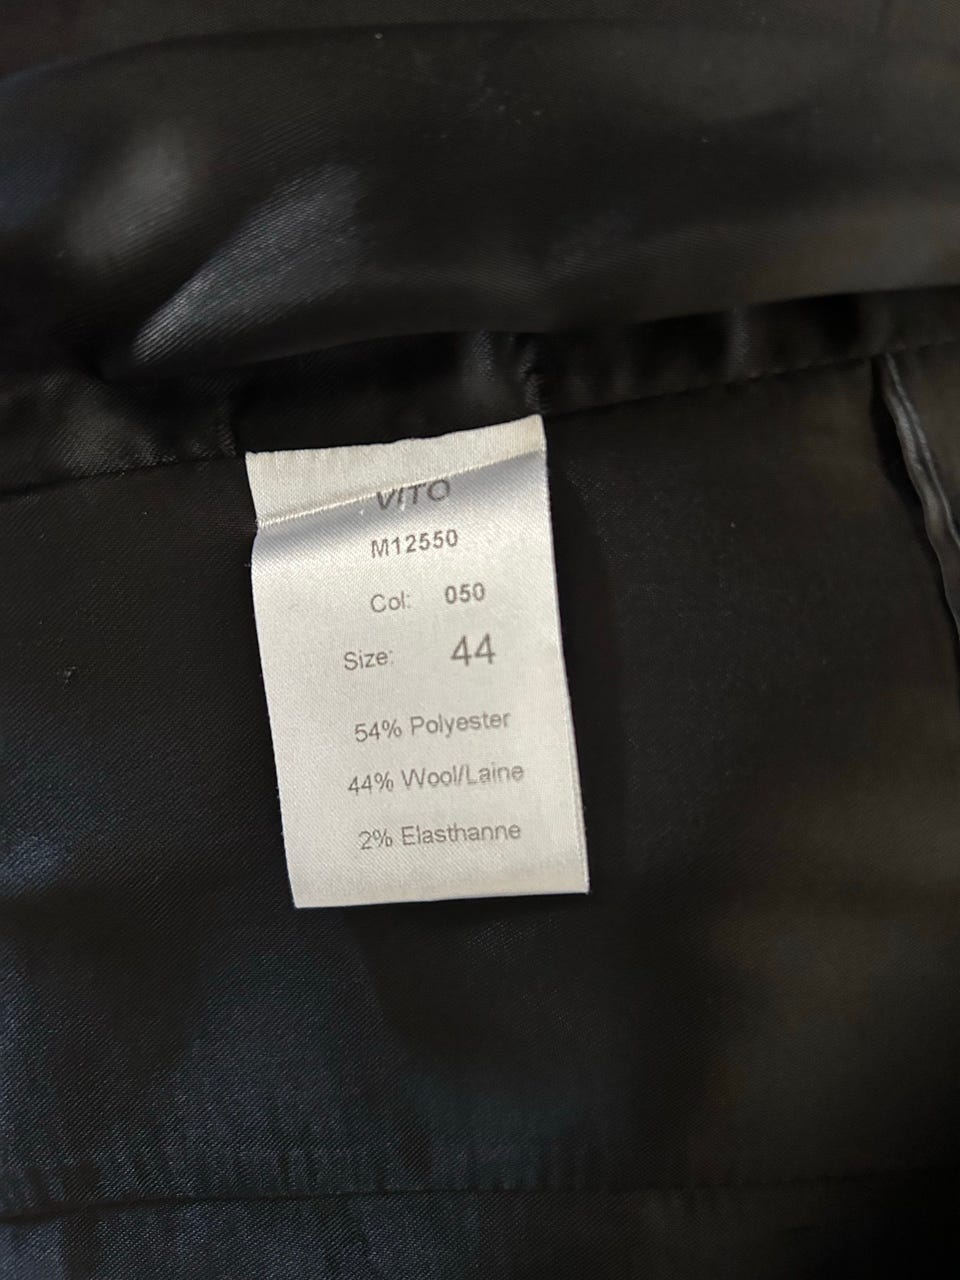 VITO
M12550
Col: 050
Size: 44
54% Polyester
44% Wool/Laine
2% Elasthanne